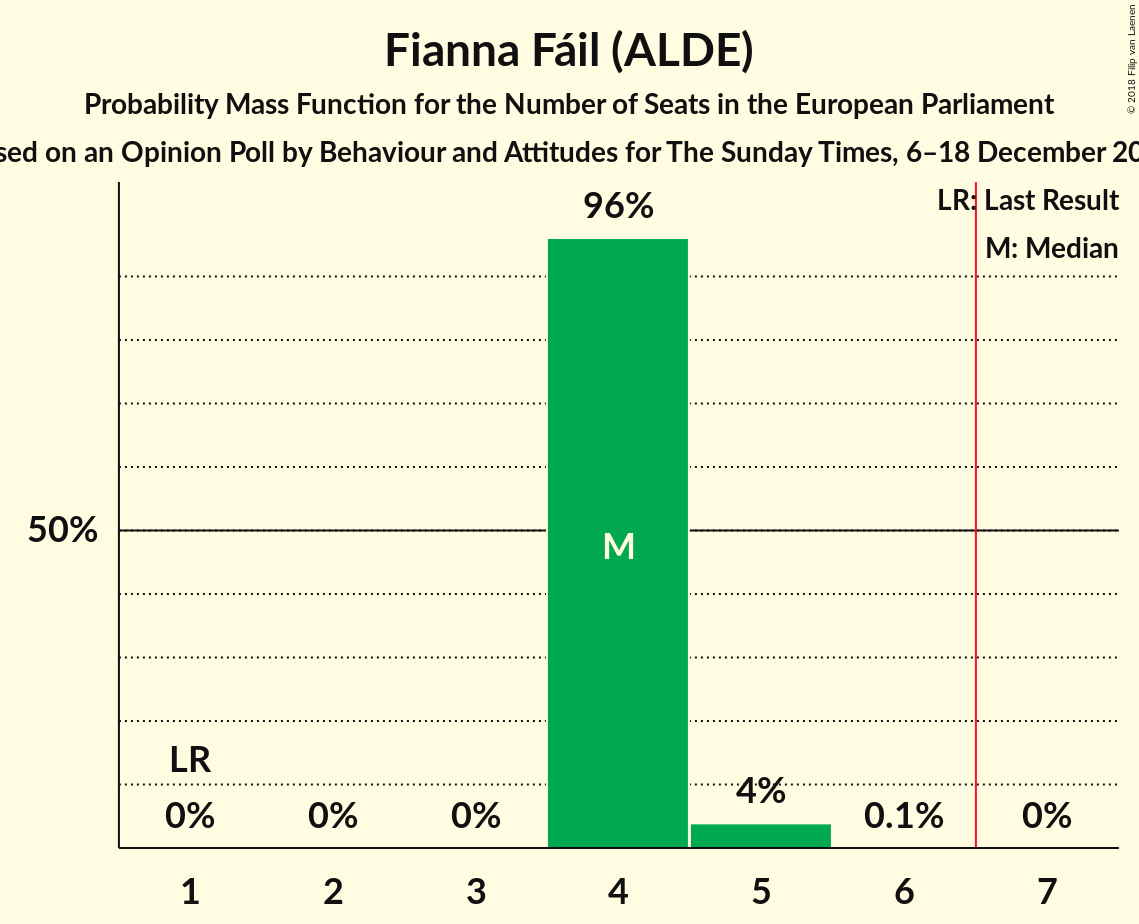 Fianna Fáil (ALDE)
Probability Mass Function for the Number of Seats in the European Parliament
on an Opinion Poll by Behaviour and Attitudes for The Sunday Times, 6–18 December
© 2018 Filip van Laenen
LR: Last Result
M: Median
96%
50%
M
LR
4%
0% 0% 0% 0.1% 0%
1 2 3 4 5 6 7